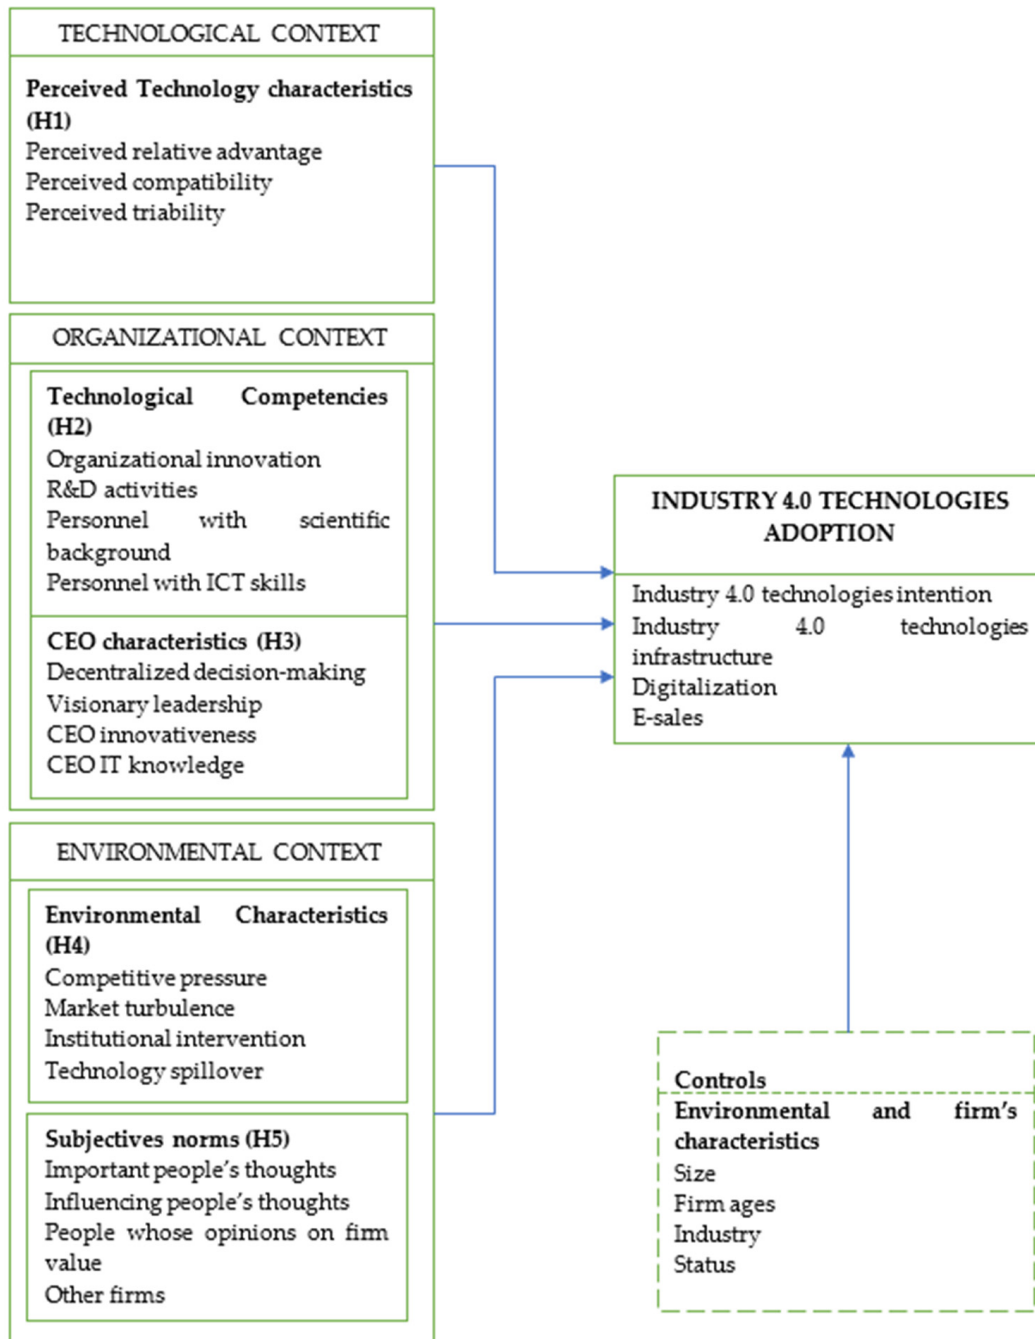 TECHNOLOGICAL CONTEXT
Perceived Technology characteristics
(H1)
Perceived relative advantage
Perceived compatibility
Perceived triability
ORGANIZATIONAL CONTEXT
Technological Competencies
(H2)
Organizational innovation
R&D activities
Personnel with scientific
background
Personnel with ICT skills
CEO characteristics (H3)
Decentralized decision-making
Visionary leadership
CEO innovativeness
CEO IT knowledge
ENVIRONMENTAL CONTEXT
Environmental Characteristics
(H4)
Competitive pressure
Market turbulence
Institutional intervention
Technology spillover
Subjectives norms (H5)
Important people's thoughts
Influencing people's thoughts
People whose opinions on firm
value
Other firms
INDUSTRY 4.0 TECHNOLOGIES
ADOPTION
Industry 4.0 technologies intention
Industry 4.0 technologies
infrastructure
Digitalization
E-sales
Controls
Environmental and firm's
characteristics
Size
Firm ages
Industry
Status